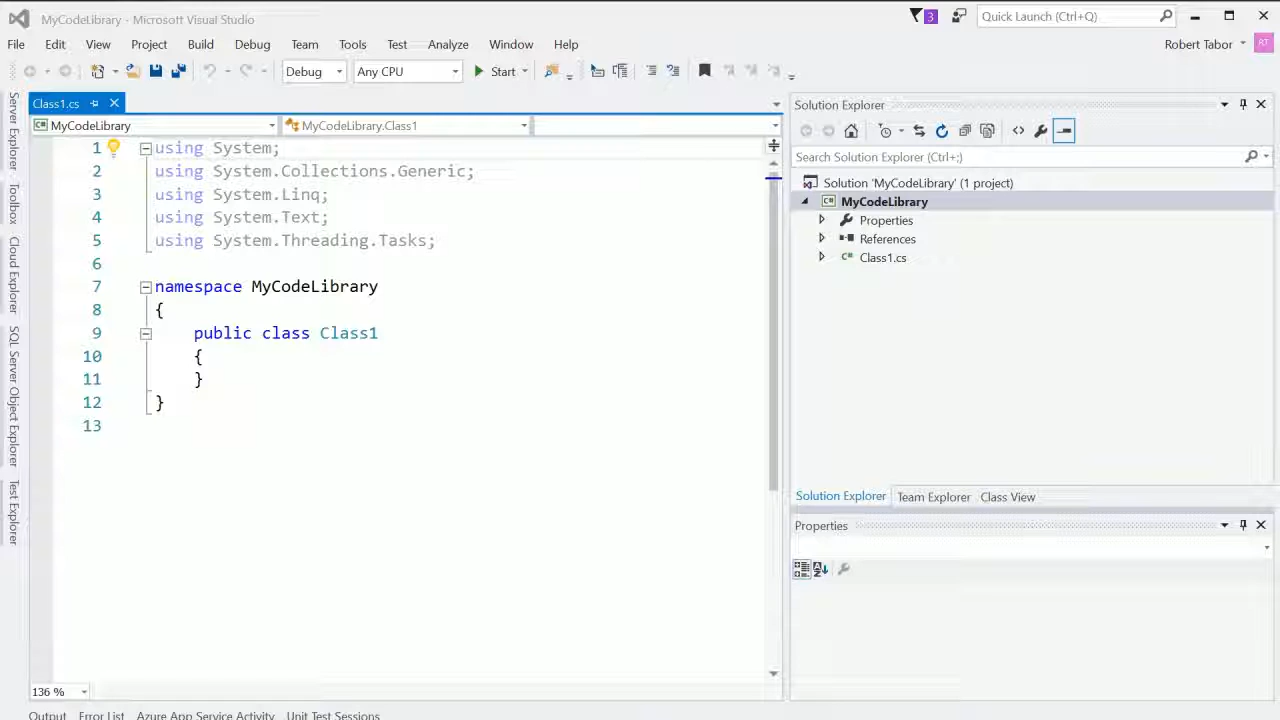 MyCodeLibrary - Microsoft Visual Studio
3
Quick Launch (Ctrl+Q)
File Edit View Project Build Debug Team Tools Test Analyze Window Help
Robert Tabor
RT
Debug Any CPU Start
Server Explorer
Toolbox
Cloud Explorer
SQL Server Object Explorer
Test Explorer
Class1.cs
MyCodeLibrary MyCodeLibrary.Class1
1 using System;
2 using System.Collections.Generic;
3 using System.Linq;
4 using System.Text;
5 using System.Threading.Tasks;
6
7 namespace MyCodeLibrary
8 {
9 public class Class1
10 {
11 }
12 }
13
136 %
Solution Explorer
Search Solution Explorer (Ctrl+;)
Solution 'MyCodeLibrary' (1 project)
C# MyCodeLibrary
Properties
References
C# Class1.cs
Solution Explorer Team Explorer Class View
Properties
Output Error List Azure App Service Activity Unit Test Sessions